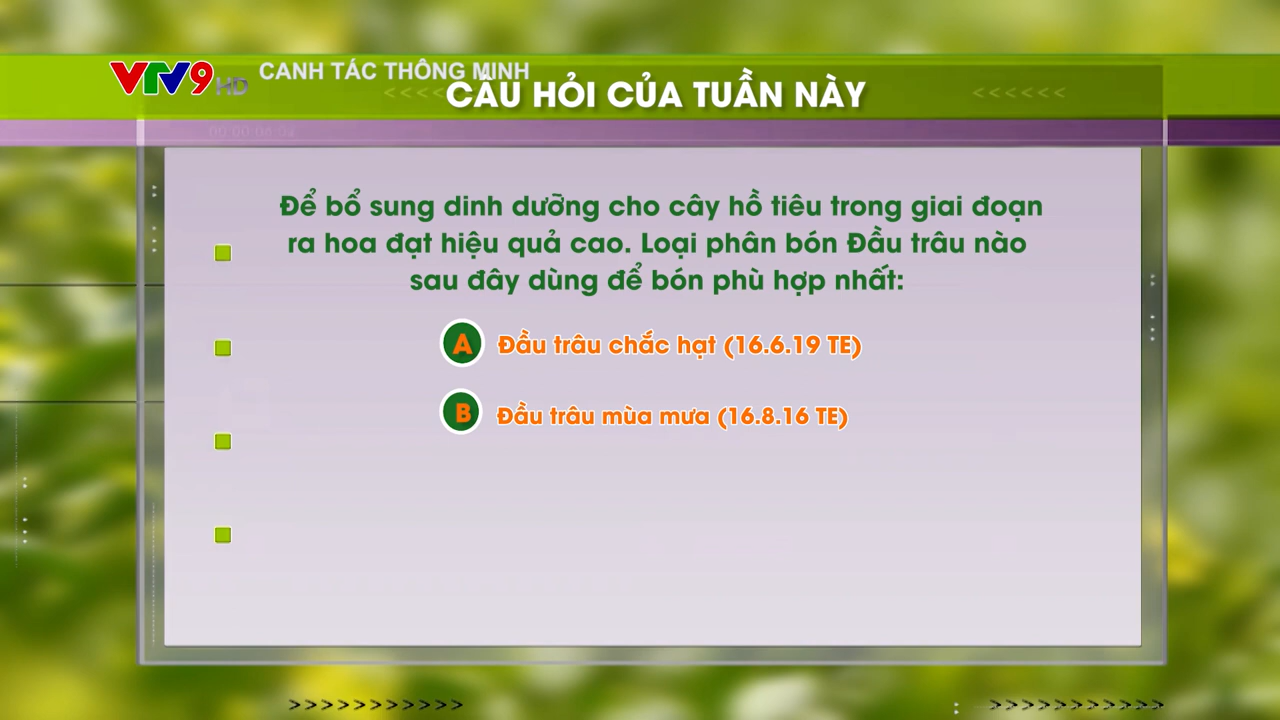 VTV9 HD
CANH TÁC THÔNG MINH
<<<<
CÂU HỎI CỦA TUẦN NÀY
<<<<<<
Để bổ sung dinh dưỡng cho cây hồ tiêu trong giai đoạn
ra hoa đạt hiệu quả cao. Loại phân bón Đầu trâu nào
sau đây dùng để bón phù hợp nhất:
A Đầu trâu chắc hạt (16.6.19 TE)
B Đầu trâu mùa mưa (16.8.16 TE)
>>>>>>>>>>>
>>>>>>>>>>>